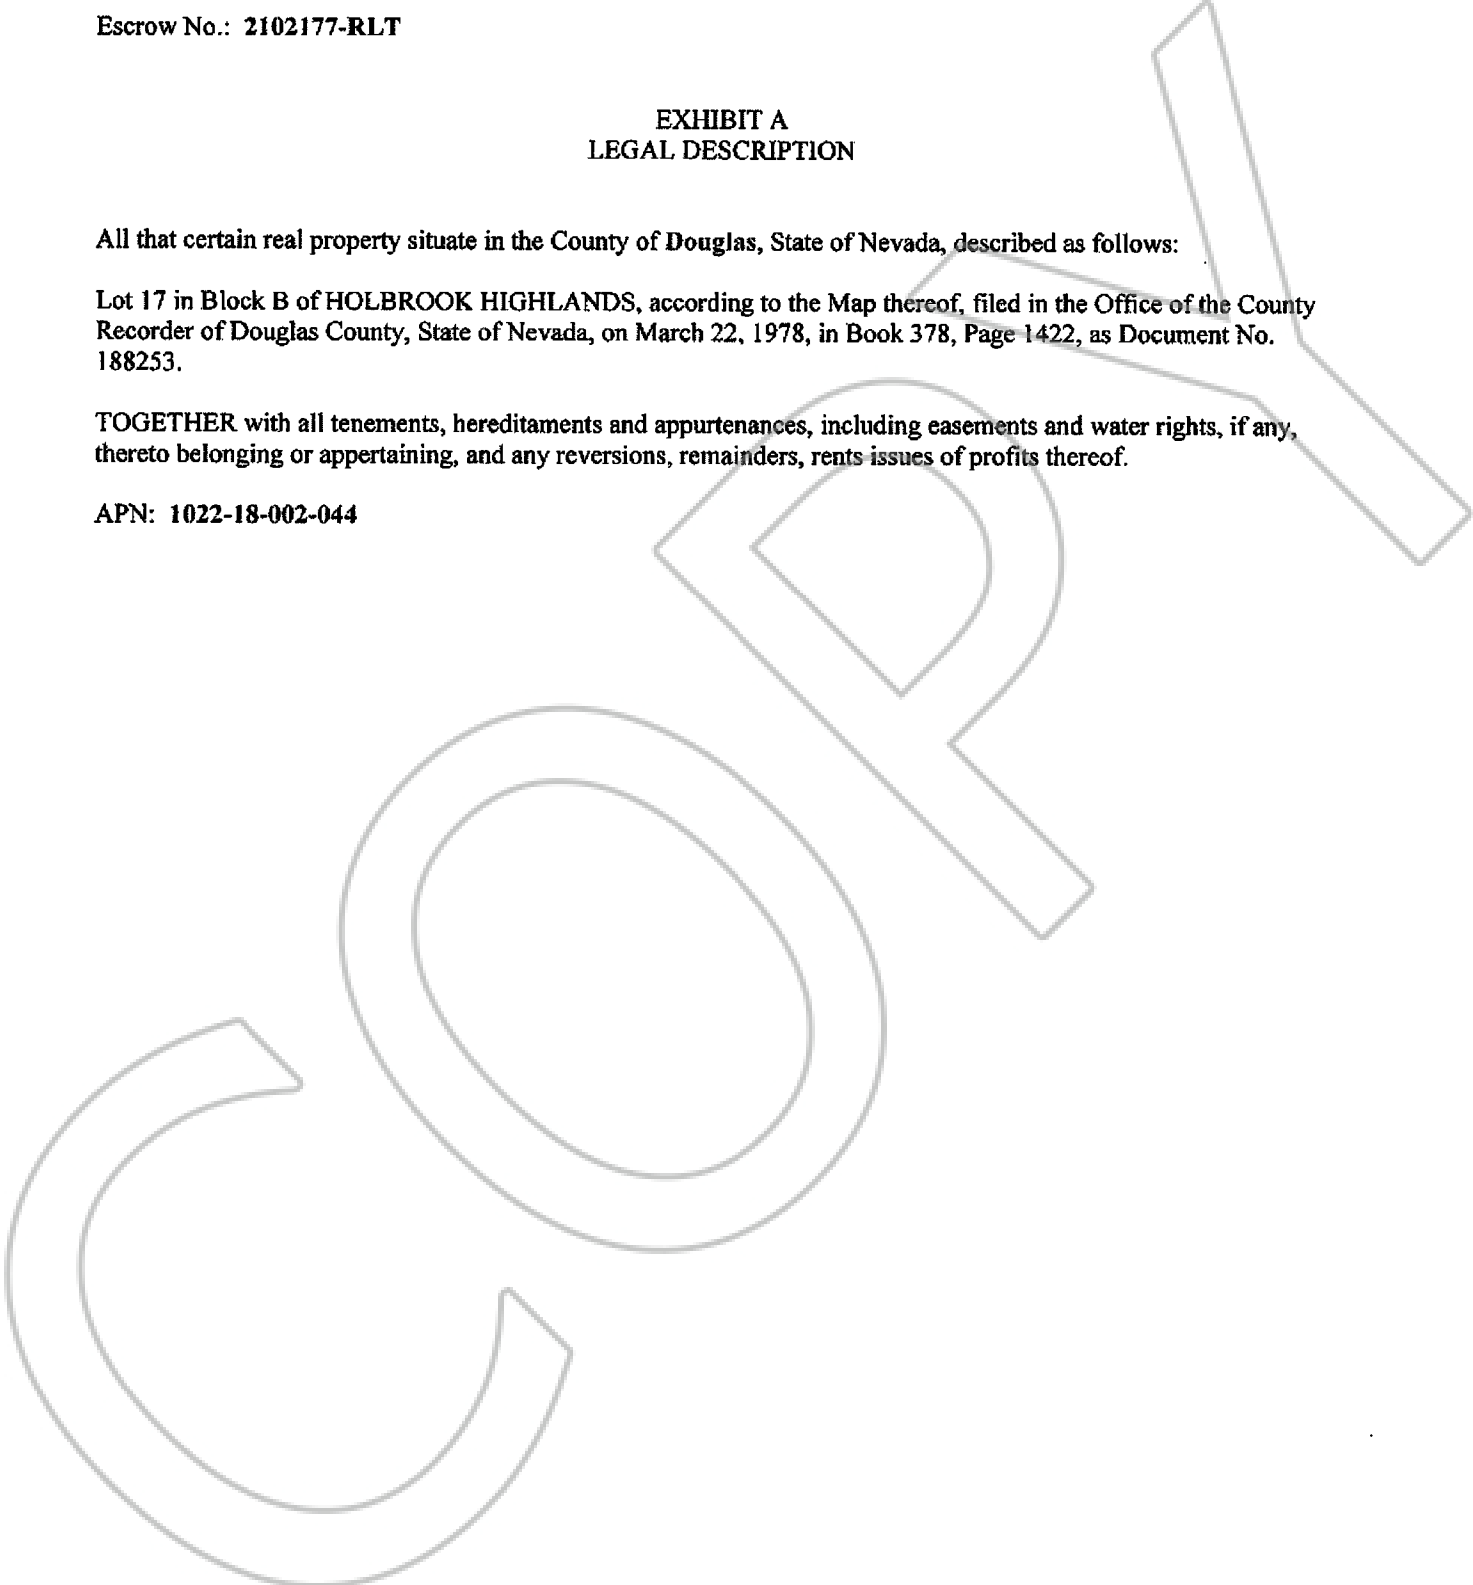 Escrow No.: 2102177-RLT
EXHIBIT A
LEGAL DESCRIPTION
All that certain real property situate in the County of Douglas, State of Nevada, described as follows:
Lot 17 in Block B of HOLBROOK HIGHLANDS, according to the Map thereof, filed in the Office of the County
Recorder of Douglas County, State of Nevada, on March 22, 1978, in Book 378, Page 1422, as Document No.
188253.
TOGETHER with all tenements, hereditaments and appurtenances, including easements and water rights, if any,
thereto belonging or appertaining, and any reversions, remainders, rents issues of profits thereof.
APN: 1022-18-002-044
COPY